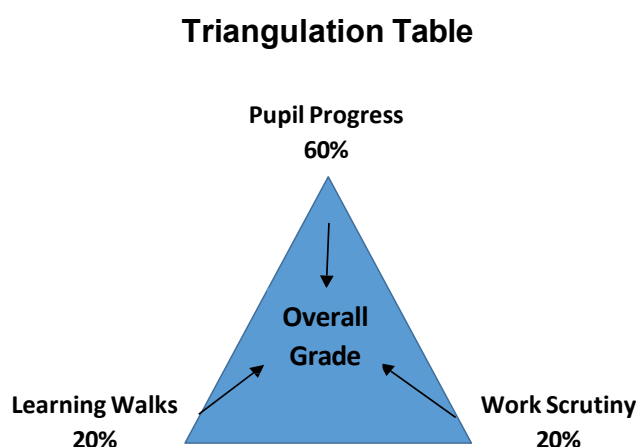 Triangulation Table
Pupil Progress
60%
Overall
Grade
Learning Walks
20%
Work Scrutiny
20%